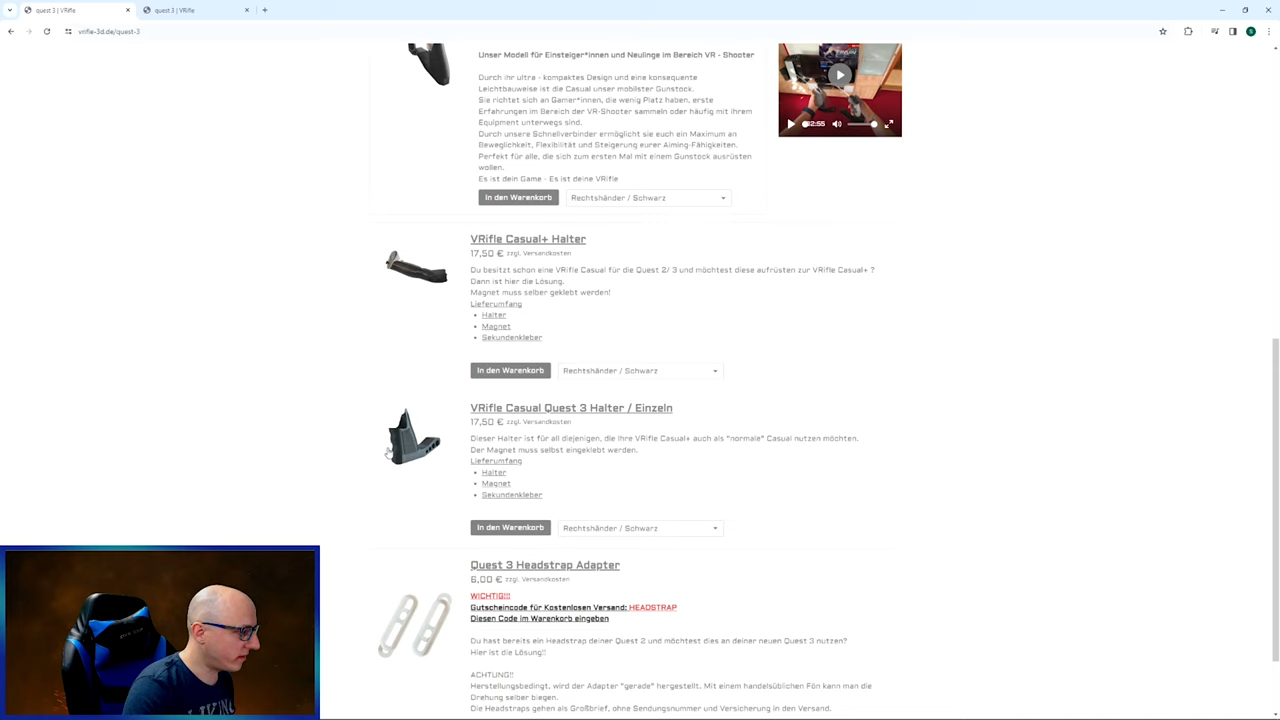 quest 3 | VRifle
quest 3 | VRifle
vrifle-3d.de/quest-3
S
Unser Modell für Einsteiger*innen und Neulinge im Bereich VR - Shooter
Durch ihr ultra - kompaktes Design und eine konsequente
Leichtbauweise ist die Casual unser mobilster Gunstock.
Sie richtet sich an Gamer*innen, die wenig Platz haben, erste
Erfahrungen im Bereich der VR-Shooter sammeln oder häufig mit ihrem
Equipment unterwegs sind.
Durch unsere Schnellverbinder ermöglicht sie euch ein Maximum an
Beweglichkeit, Flexibilität und Steigerung eurer Aiming-Fähigkeiten.
Perfekt für alle, die sich zum ersten Mal mit einem Gunstock ausrüsten
wollen.
Es ist dein Game - Es ist deine VRifle
02:55
In den Warenkorb
Rechtshänder / Schwarz
VRifle Casual+ Halter
17,50 € zzgl. Versandkosten
Du besitzt schon eine VRifle Casual für die Quest 2/ 3 und möchtest diese aufrüsten zur VRifle Casual+ ?
Dann ist hier die Lösung.
Magnet muss selber geklebt werden!
Lieferumfang
• Halter
• Magnet
• Sekundenkleber
In den Warenkorb
Rechtshänder / Schwarz
VRifle Casual Quest 3 Halter / Einzeln
17,50 € zzgl. Versandkosten
Dieser Halter ist für all diejenigen, die Ihre VRifle Casual+ auch als "normale" Casual nutzen möchten.
Der Magnet muss selbst eingeklebt werden.
Lieferumfang
• Halter
• Magnet
• Sekundenkleber
In den Warenkorb
Rechtshänder / Schwarz
Quest 3 Headstrap Adapter
6,00 € zzgl. Versandkosten
WICHTIG!!!
Gutscheincode für Kostenlosen Versand: HEADSTRAP
Diesen Code im Warenkorb eingeben
Du hast bereits ein Headstrap deiner Quest 2 und möchtest dies an deiner neuen Quest 3 nutzen?
Hier ist die Lösung!!
ACHTUNG!!
Herstellungsbedingt, wird der Adapter "gerade" hergestellt. Mit einem handelsüblichen Fön kann man die
Drehung selber biegen.
Die Headstraps gehen als Großbrief, ohne Sendungsnummer und Versicherung in den Versand.